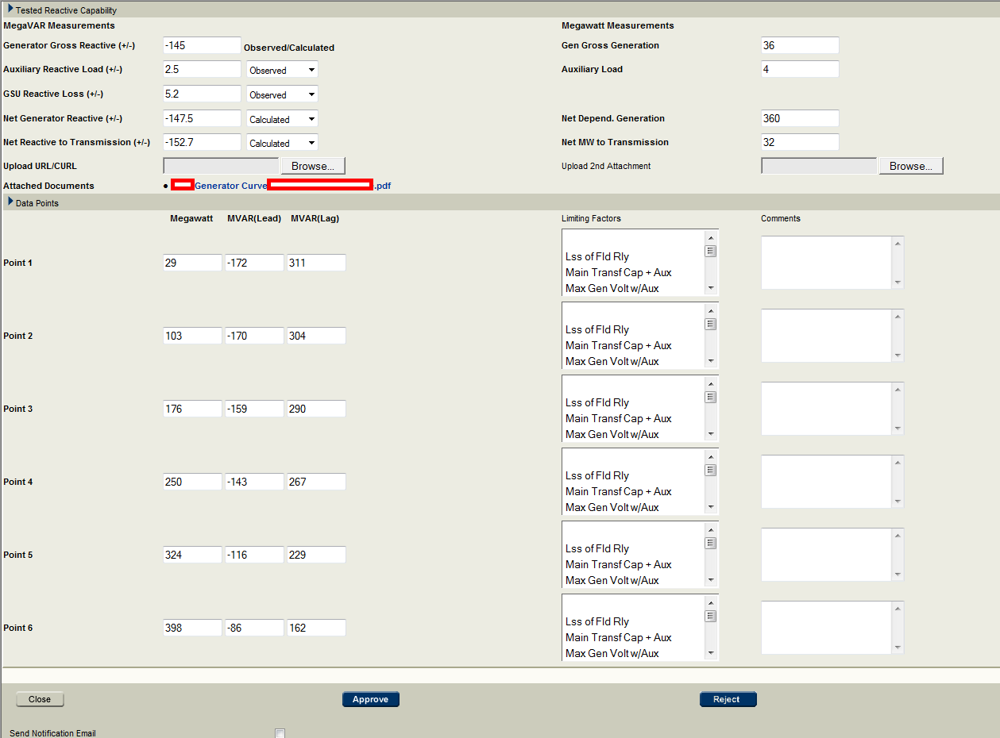 Tested Reactive Capability
MegaVAR Measurements Megawatt Measurements
Generator Gross Reactive (+/-) -145 Observed/Calculated Gen Gross Generation 36
Auxiliary Reactive Load (+/-) 2.5 Observed Auxiliary Load 4
GSU Reactive Loss (+/-) 5.2 Observed
Net Generator Reactive (+/-) -147.5 Calculated Net Depend. Generation 360
Net Reactive to Transmission (+/-) -152.7 Calculated Net MW to Transmission 32
Upload URL/CURL Browse... Upload 2nd Attachment Browse...
Attached Documents • Generator Curve .pdf
Data Points
Megawatt MVAR(Lead) MVAR(Lag) Limiting Factors Comments
Point 1 29 -172 311
Lss of Fld Rly
Main Transf Cap + Aux
Max Gen Volt w/Aux
Point 2 103 -170 304
Lss of Fld Rly
Main Transf Cap + Aux
Max Gen Volt w/Aux
Point 3 176 -159 290
Lss of Fld Rly
Main Transf Cap + Aux
Max Gen Volt w/Aux
Point 4 250 -143 267
Lss of Fld Rly
Main Transf Cap + Aux
Max Gen Volt w/Aux
Point 5 324 -116 229
Lss of Fld Rly
Main Transf Cap + Aux
Max Gen Volt w/Aux
Point 6 398 -86 162
Lss of Fld Rly
Main Transf Cap + Aux
Max Gen Volt w/Aux
Close Approve Reject
Send Notification Email